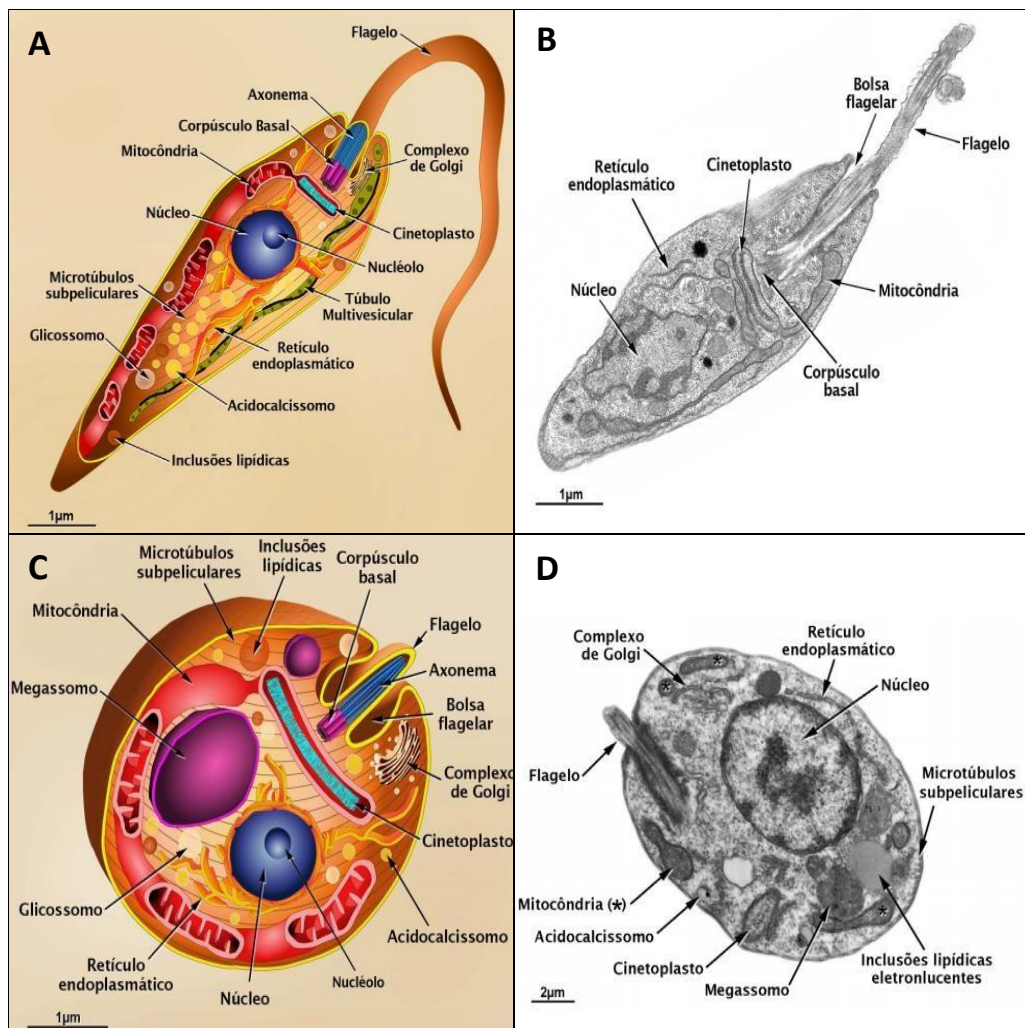 A
Flagelo
Axonema
Corpúsculo Basal
Mitocôndria
Complexo
de Golgi
Núcleo
Cinetoplasto
Nucléolo
Microtúbulos
subpeliculares
Túbulo
Multivesicular
Glicossomo
Retículo
endoplasmático
Acidocalcissomo
Inclusões lipídicas
1µm
B
Bolsa
flagelar
Flagelo
Cinetoplasto
Retículo
endoplasmático
Núcleo
Mitocôndria
Corpúsculo
basal
1µm
C
Microtúbulos
subpeliculares
Inclusões
lipídicas
Corpúsculo
basal
Mitocôndria
Flagelo
Megassomo
Axonema
Bolsa
flagelar
Complexo
de Golgi
Cinetoplasto
Glicossomo
Acidocalcissomo
Retículo
endoplasmático
Núcleo
Nucléolo
1µm
D
Complexo
de Golgi
Retículo
endoplasmático
*
*
Núcleo
Flagelo
Microtúbulos
subpeliculares
*
Mitocôndria (*)
Acidocalcissomo
Cinetoplasto
Megassomo
Inclusões lipídicas
eletronlucentes
2µm